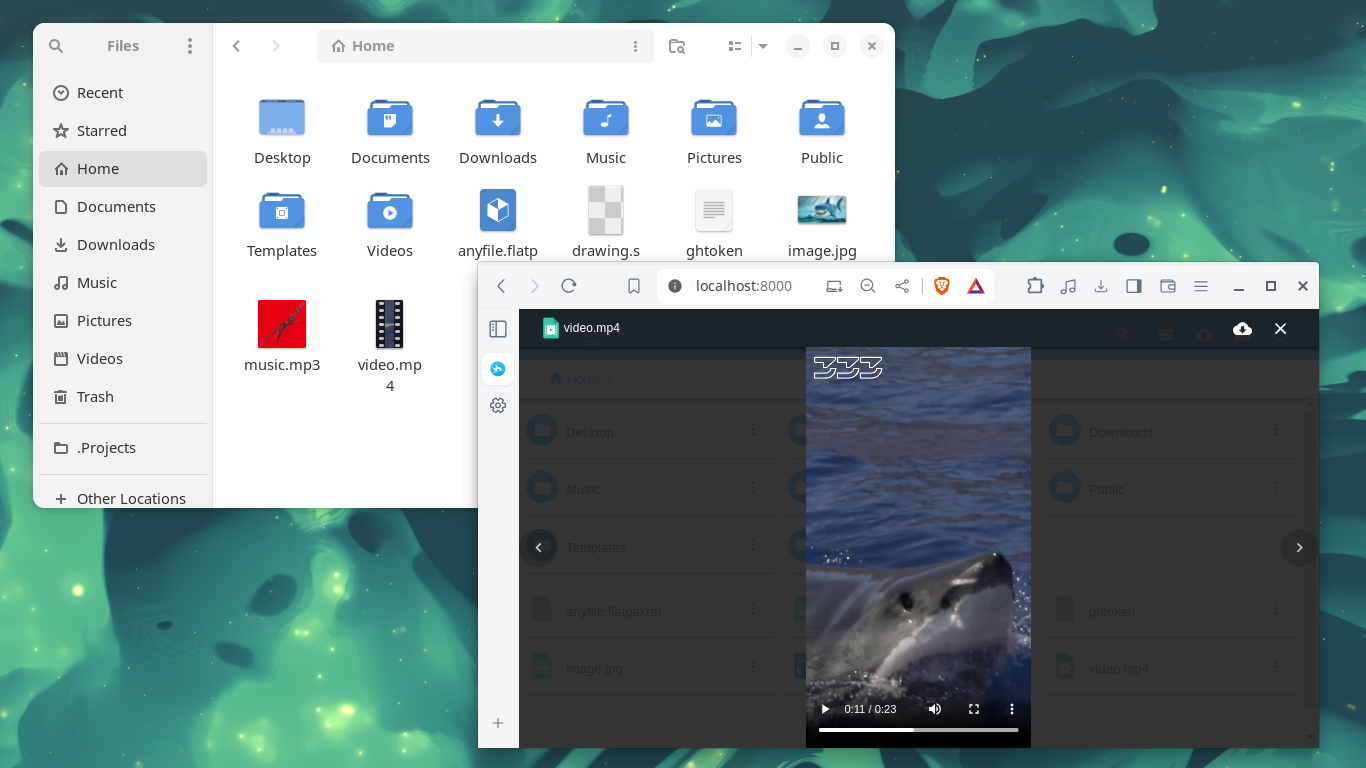 Files
Home
Recent
Starred
Home
Documents
Downloads
Music
Pictures
Videos
Trash
.Projects
Other Locations
Desktop
Documents
Downloads
Music
Pictures
Public
Templates
Videos
anyfile.flatp
drawing.s
ghtoken
image.jpg
music.mp3
video.mp
4
localhost:8000
video.mp4
Home /
Desktop
Downloads
Music
Public
Templates
anyfile.flatpakref
ghtoken
image.jpg
video.mp4
0:11 / 0:23